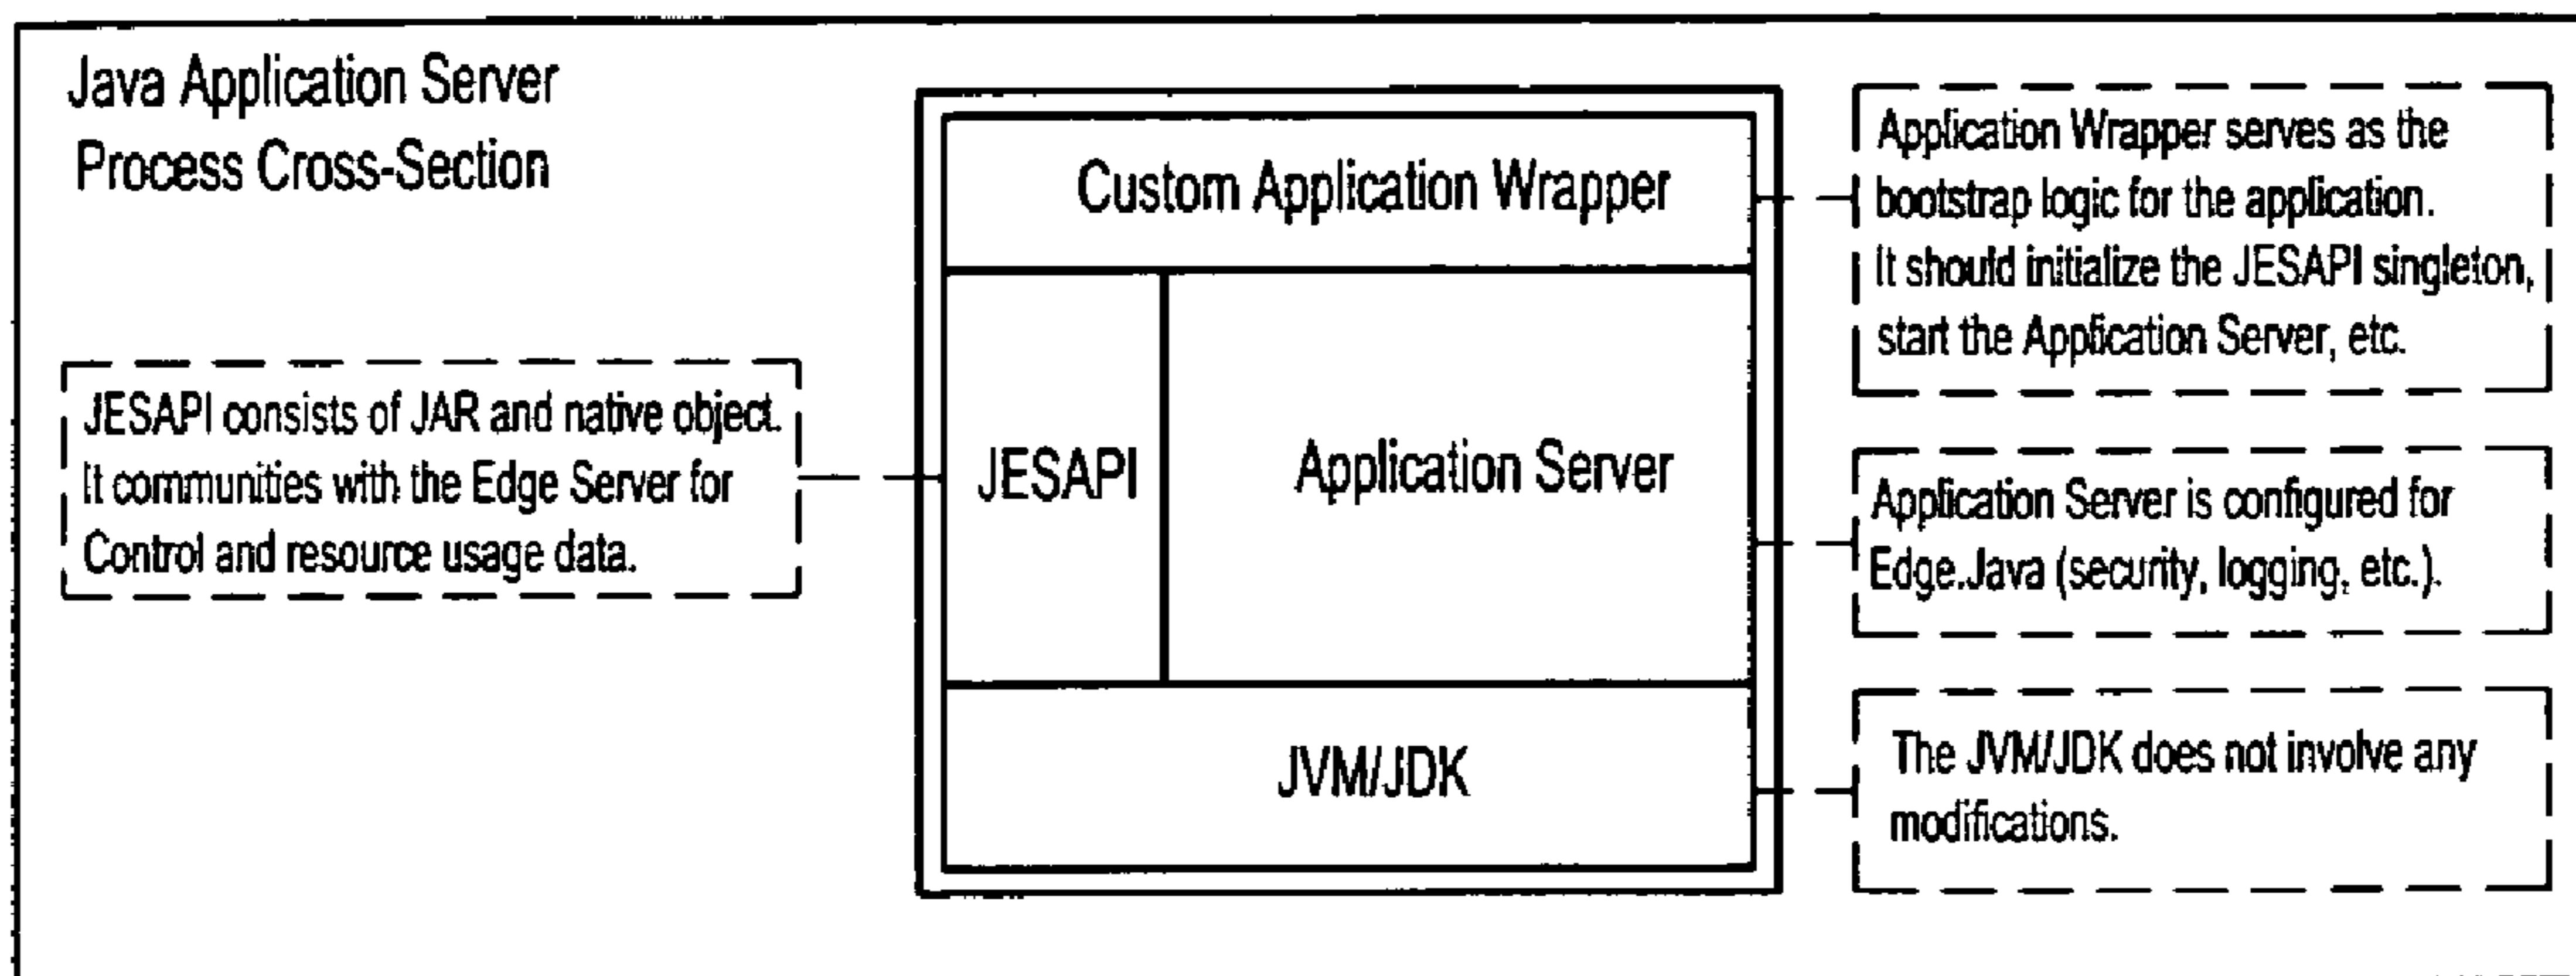 Java Application Server
Process Cross-Section
Custom Application Wrapper
Application Wrapper serves as the
bootstrap logic for the application.
It should initialize the JESAPI singleton,
start the Application Server, etc.
JESAPI consists of JAR and native object.
It communities with the Edge Server for
Control and resource usage data.
JESAPI
Application Server
Application Server is configured for
Edge.Java (security, logging, etc.).
JVM/JDK
The JVM/JDK does not involve any
modifications.